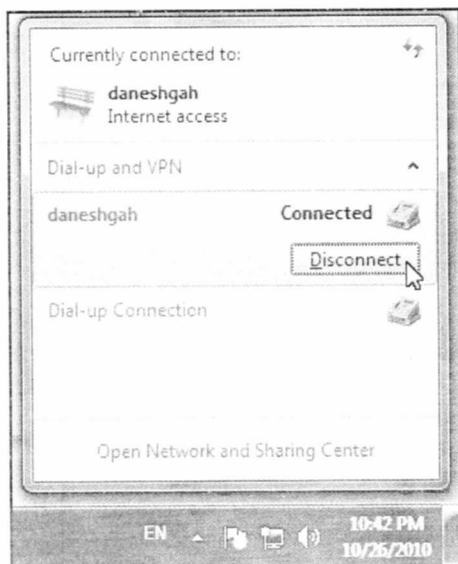 Currently connected to:
daneshgah
Internet access
Dial-up and VPN
daneshgah Connected
Disconnect
Dial-up Connection
Open Network and Sharing Center
EN 10:42 PM
10/26/2010